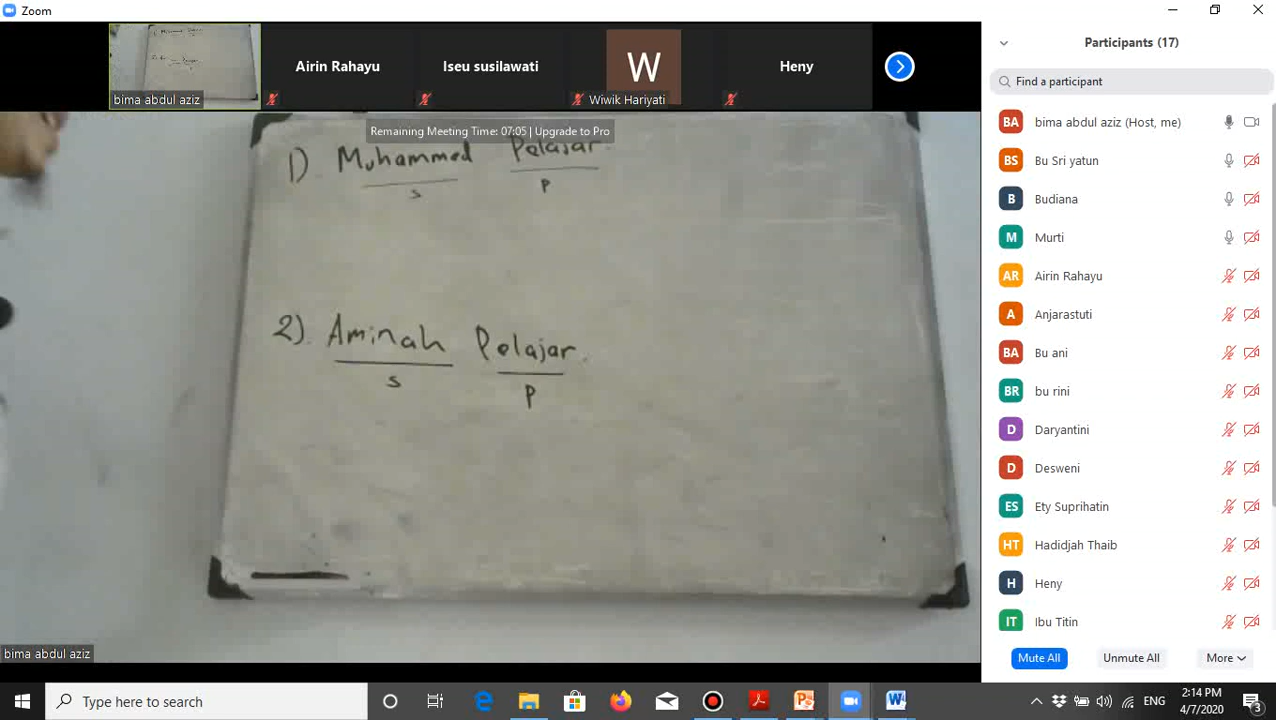 Zoom
Airin Rahayu
Iseu susilawati
W
Heny
bima abdul aziz
Wiwik Hariyati
Remaining Meeting Time: 07:05 | Upgrade to Pro
1) Muhammed Pelajar
s p
2). Aminah Pelajar.
s p
bima abdul aziz
Participants (17)
Find a participant
BA bima abdul aziz (Host, me)
BS Bu Sri yatun
B Budiana
M Murti
AR Airin Rahayu
A Anjarastuti
BA Bu ani
BR bu rini
D Daryantini
D Desweni
ES Ety Suprihatin
HT Hadidjah Thaib
H Heny
IT Ibu Titin
Mute All Unmute All More
Type here to search
ENG
2:14 PM
4/7/2020
3